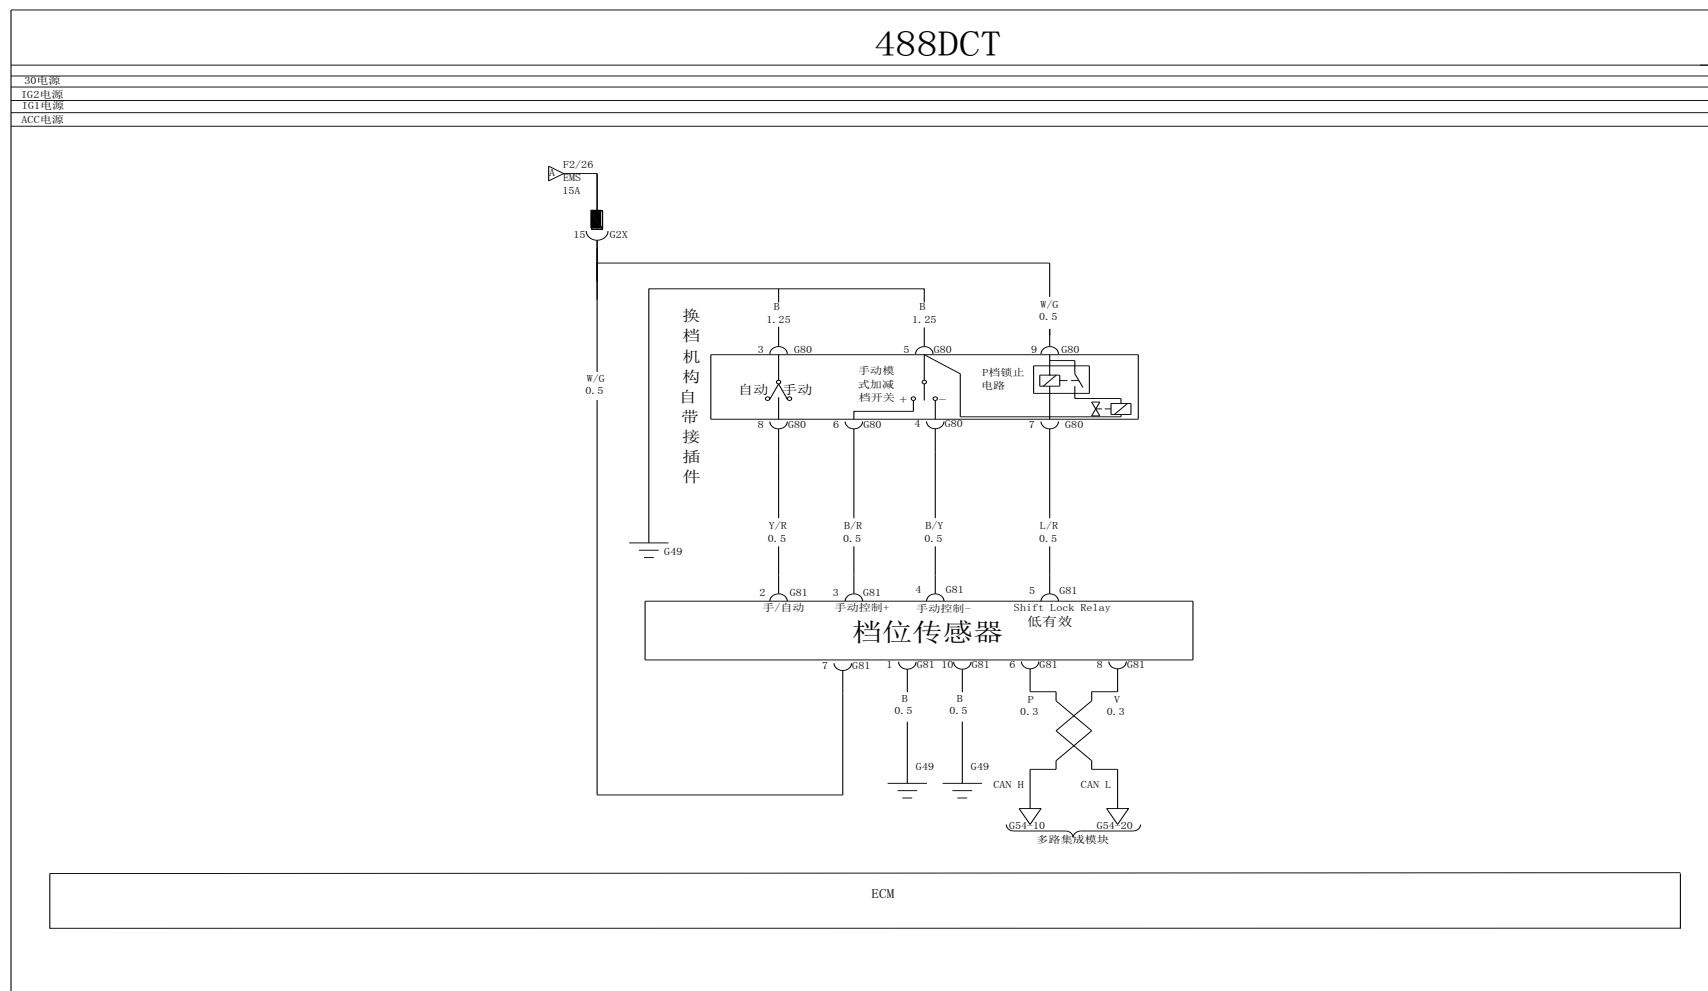 488DCT
30电源
IG2电源
IG1电源
ACC电源
A
F2/26
EMS
15A
15
G2X
W/G
0.5
换档机构自带接插件
B
1.25
B
1.25
W/G
0.5
3
G80
5
G80
9
G80
自动
手动
手动模
式加减
档开关
+
-
P档锁止
电路
8
G80
6
G80
4
G80
7
G80
Y/R
0.5
B/R
0.5
B/Y
0.5
L/R
0.5
G49
2
G81
3
G81
4
G81
5
G81
手/自动
手动控制+
手动控制-
Shift Lock Relay
低有效
档位传感器
7
G81
1
G81
10
G81
6
G81
8
G81
B
0.5
B
0.5
P
0.3
V
0.3
G49
G49
CAN H
CAN L
G54-10
G54-20
多路集成模块
ECM